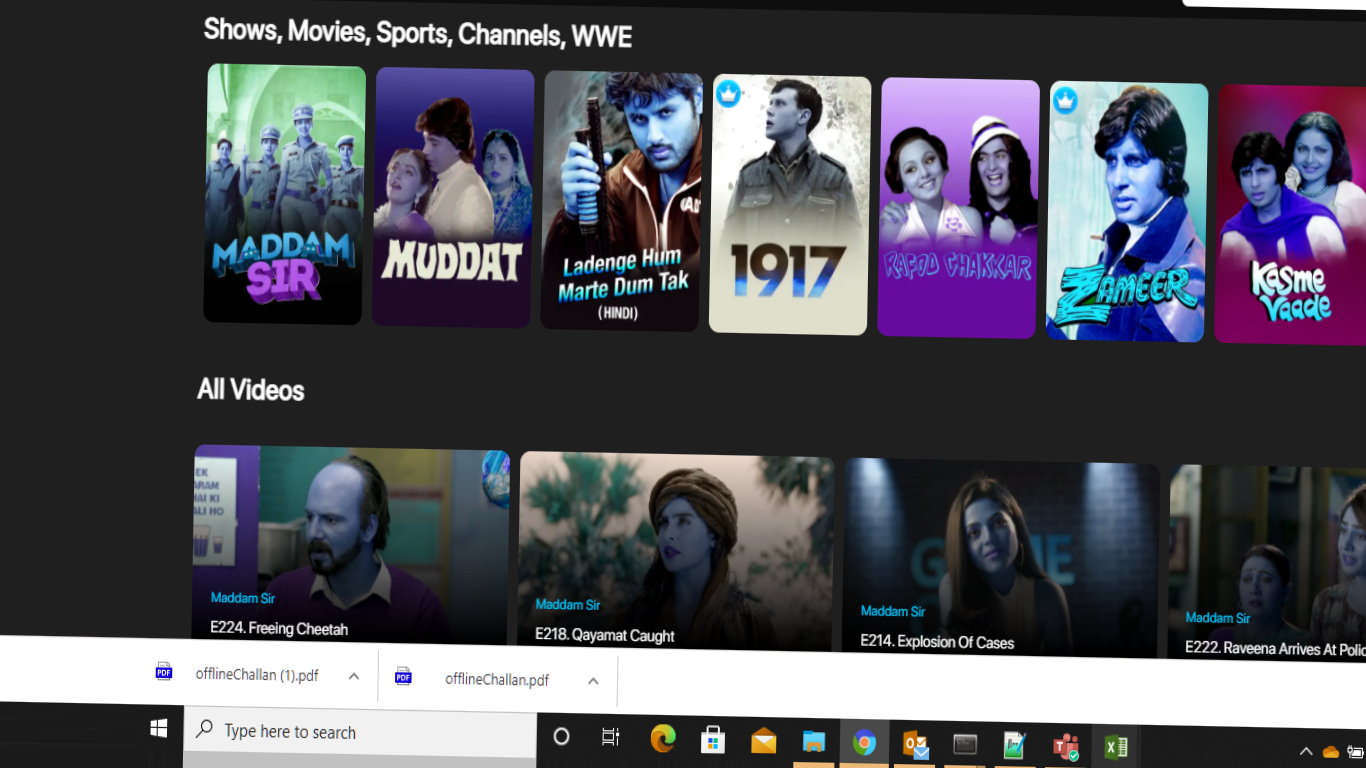 Shows, Movies, Sports, Channels, WWE
MADDAM
SIR
MUDDAT
Ladenge Hum
Marte Dum Tak
(HINDI)
1917
RAFOO CHAKKAR
ZAMEER
Kasme
Vaade
All Videos
EK
ARAM
HAI KI
ALI HO
Maddam Sir
E224. Freeing Cheetah
Maddam Sir
E218. Qayamat Caught
Maddam Sir
E214. Explosion Of Cases
Maddam Sir
E222. Raveena Arrives At Polic
offlineChallan (1).pdf
offlineChallan.pdf
Type here to search